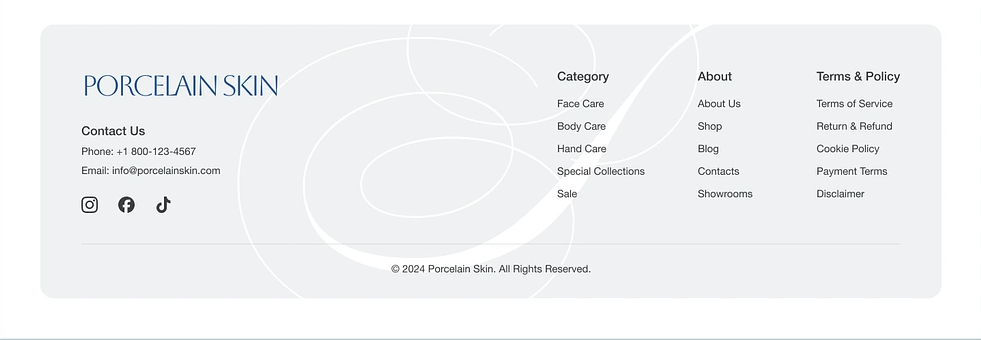 PORCELAIN SKIN
Contact Us
Phone: +1 800-123-4567
Email: info@porcelainskin.com
Category
Face Care
Body Care
Hand Care
Special Collections
Sale
About
About Us
Shop
Blog
Contacts
Showrooms
Terms & Policy
Terms of Service
Return & Refund
Cookie Policy
Payment Terms
Disclaimer
© 2024 Porcelain Skin. All Rights Reserved.